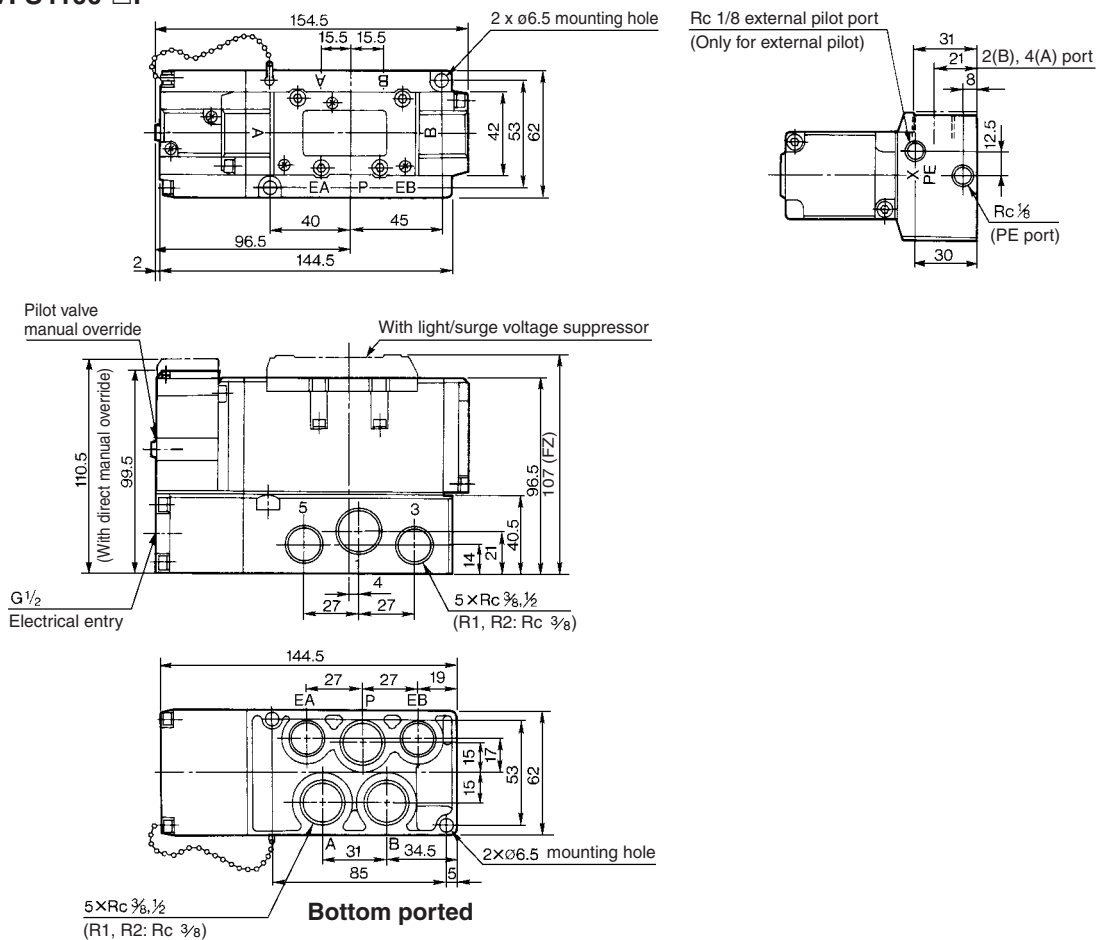 154.5
2 x ø6.5 mounting hole
15.5 15.5
A B
A B
42
53
62
EA P EB
40 45
96.5
2 144.5
Rc 1/8 external pilot port
(Only for external pilot)
31
21
2(B), 4(A) port
8
12.5
X
PE
Rc ⅛
(PE port)
30
Pilot valve
manual override
With light/surge voltage suppressor
110.5
(With direct manual override)
99.5
5 3
96.5
107 (FZ)
40.5
21
14
4
27 27
G1/2
Electrical entry
5×Rc ⅜,½
(R1, R2: Rc 3/8)
144.5
27 27 19
EA P EB
15
17
15
53
62
A B
31 34.5
2×ø6.5 mounting hole
85 5
5×Rc ⅜,½
(R1, R2: Rc 3/8)
Bottom ported